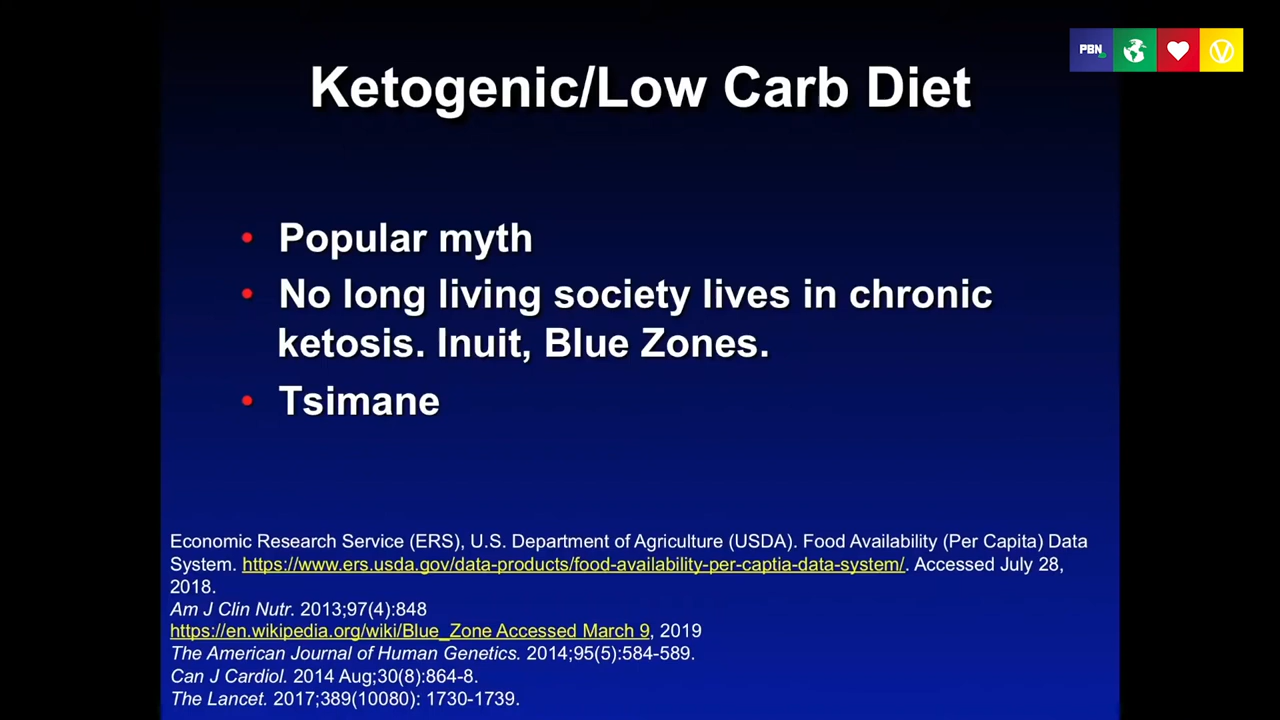 PBN
Ketogenic/Low Carb Diet
• Popular myth
• No long living society lives in chronic
ketosis. Inuit, Blue Zones.
• Tsimane
Economic Research Service (ERS), U.S. Department of Agriculture (USDA). Food Availability (Per Capita) Data
System. https://www.ers.usda.gov/data-products/food-availability-per-captia-data-system/. Accessed July 28,
2018.
Am J Clin Nutr. 2013;97(4):848
https://en.wikipedia.org/wiki/Blue_Zone Accessed March 9, 2019
The American Journal of Human Genetics. 2014;95(5):584-589.
Can J Cardiol. 2014 Aug;30(8):864-8.
The Lancet. 2017;389(10080): 1730-1739.